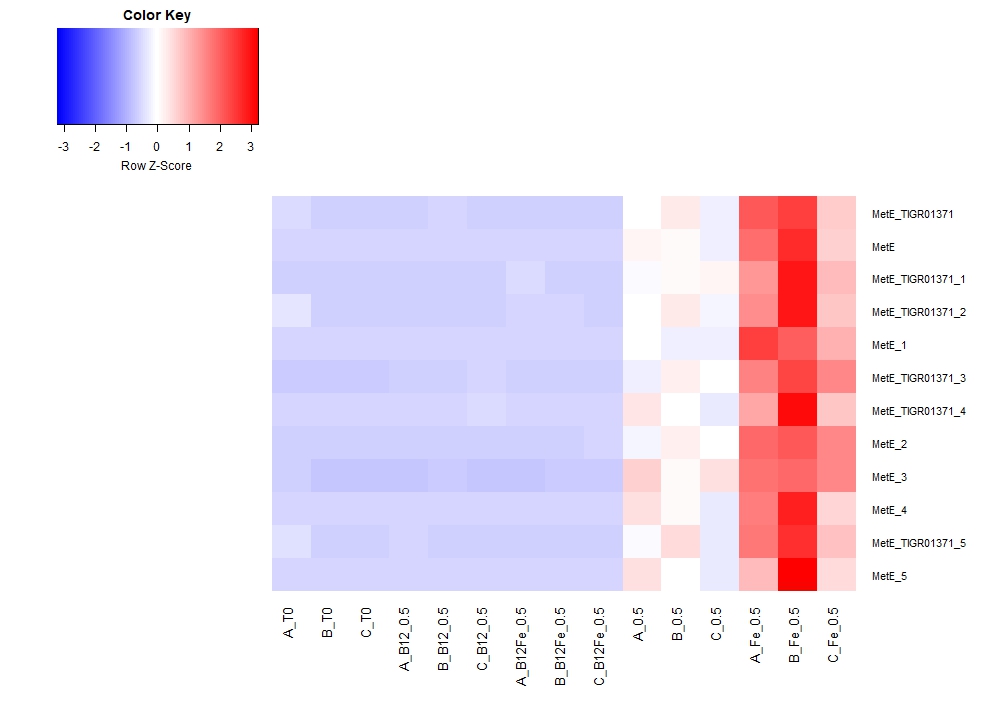 Color Key
-3 -2 -1 0 1 2 3
Row Z-Score
MetE_TIGR01371
MetE
MetE_TIGR01371_1
MetE_TIGR01371_2
MetE_1
MetE_TIGR01371_3
MetE_TIGR01371_4
MetE_2
MetE_3
MetE_4
MetE_TIGR01371_5
MetE_5
A_T0
B_T0
C_T0
A_B12_0.5
B_B12_0.5
C_B12_0.5
A_B12Fe_0.5
B_B12Fe_0.5
C_B12Fe_0.5
A_0.5
B_0.5
C_0.5
A_Fe_0.5
B_Fe_0.5
C_Fe_0.5